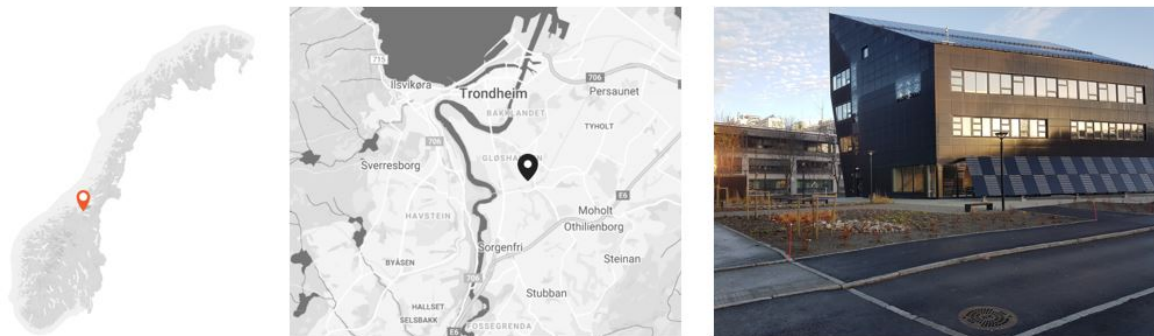 715
Ilsvikøra
706
Trondheim
Persaunet
BAKKLANDET
TYHOLT
706
GLØSHAUGEN
Sverresborg
E6
HAVSTEIN
Moholt
Othilienborg
Sorgenfri
Steinan
BYÅSEN
706
Stubban
HALLSET
SELSBAKK
E6
FOSSEGRENDA